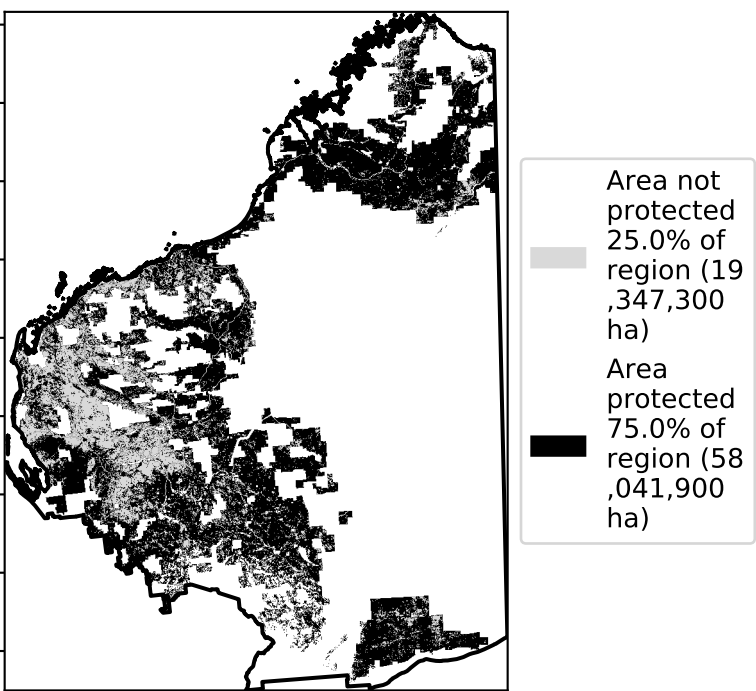 Area not
protected
25.0% of
region (19
,347,300
ha)
Area
protected
75.0% of
region (58
,041,900
ha)